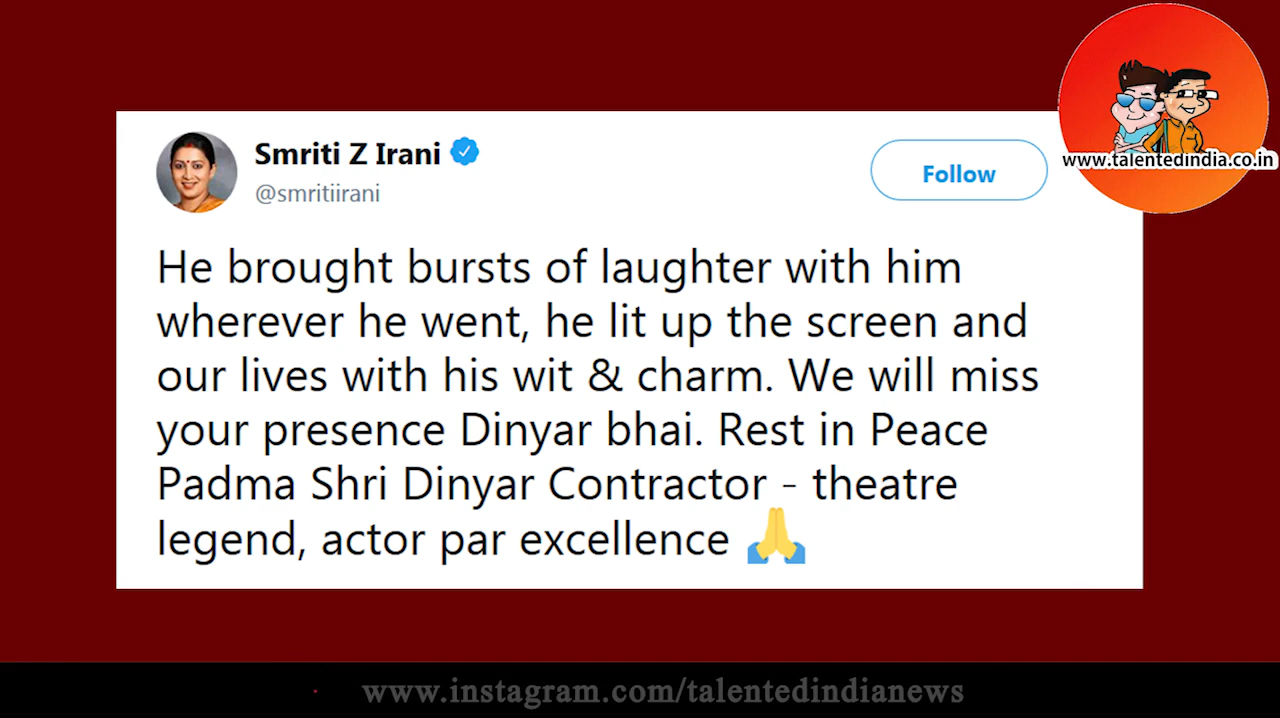 www.talentedindia.co.in
Smriti Z Irani
@smritiirani
Follow
He brought bursts of laughter with him
wherever he went, he lit up the screen and
our lives with his wit & charm. We will miss
your presence Dinyar bhai. Rest in Peace
Padma Shri Dinyar Contractor - theatre
legend, actor par excellence 🙏
www.instagram.com/talentedindianews